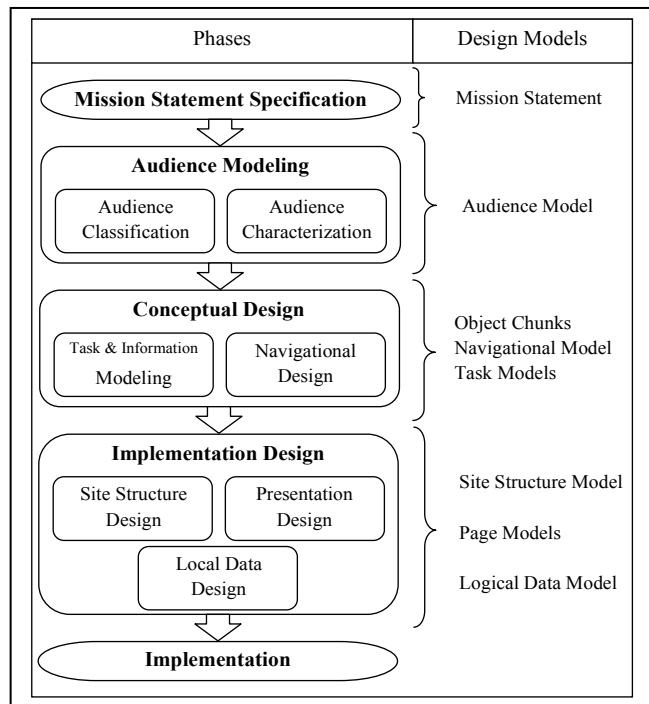 Phases
Design Models
Mission Statement Specification
Mission Statement
Audience Modeling
Audience
Classification
Audience
Characterization
Audience Model
Conceptual Design
Task & Information
Modeling
Navigational
Design
Object Chunks
Navigational Model
Task Models
Implementation Design
Site Structure
Design
Presentation
Design
Local Data
Design
Site Structure Model
Page Models
Logical Data Model
Implementation